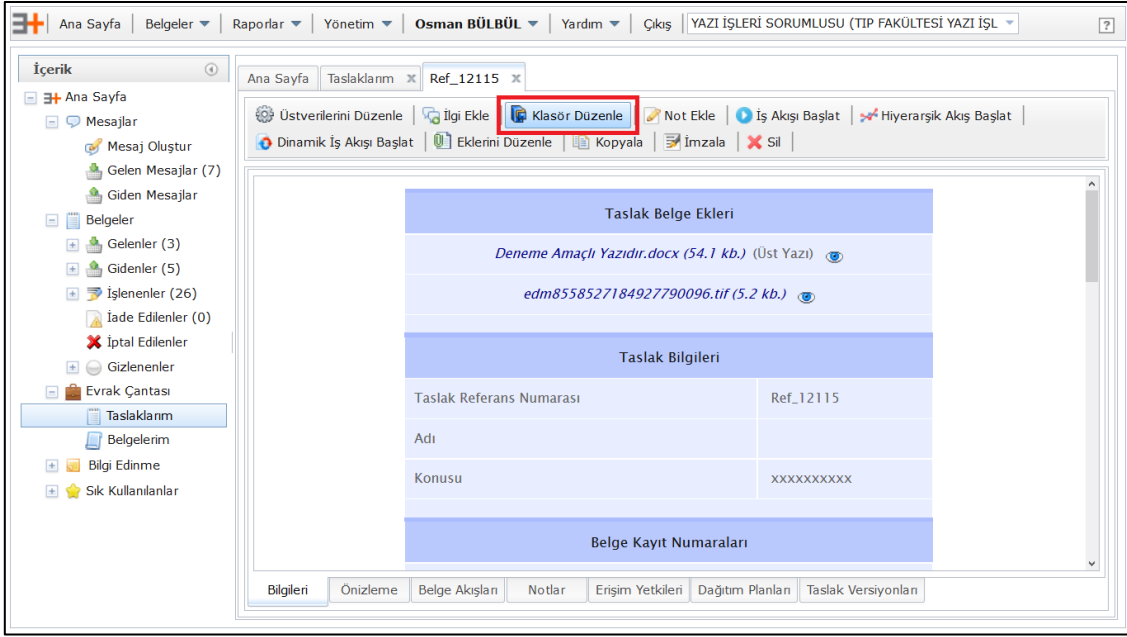 Ana Sayfa Belgeler Raporlar Yönetim Osman BÜLBÜL Yardım Çıkış YAZI İŞLERİ SORUMLUSU (TIP FAKÜLTESİ YAZI İŞL ?
İçerik
Ana Sayfa
Mesajlar
Mesaj Oluştur
Gelen Mesajlar (7)
Giden Mesajlar
Belgeler
Gelenler (3)
Gidenler (5)
İşlenenler (26)
İade Edilenler (0)
İptal Edilenler
Gizlenenler
Evrak Çantası
Taslaklarım
Belgelerim
Bilgi Edinme
Sık Kullanılanlar
Ana Sayfa Taslaklarım x Ref_12115 x
Üstverilerini Düzenle İlgi Ekle Klasör Düzenle Not Ekle İş Akışı Başlat Hiyerarşik Akış Başlat
Dinamik İş Akışı Başlat Eklerini Düzenle Kopyala İmzala Sil
Taslak Belge Ekleri
Deneme Amaçlı Yazıdır.docx (54.1 kb.) (Üst Yazı)
edm8558527184927790096.tif (5.2 kb.)
Taslak Bilgileri
Taslak Referans Numarası Ref_12115
Adı
Konusu xxxxxxxxxx
Belge Kayıt Numaraları
Bilgileri Önizleme Belge Akışları Notlar Erişim Yetkileri Dağıtım Planları Taslak Versiyonları